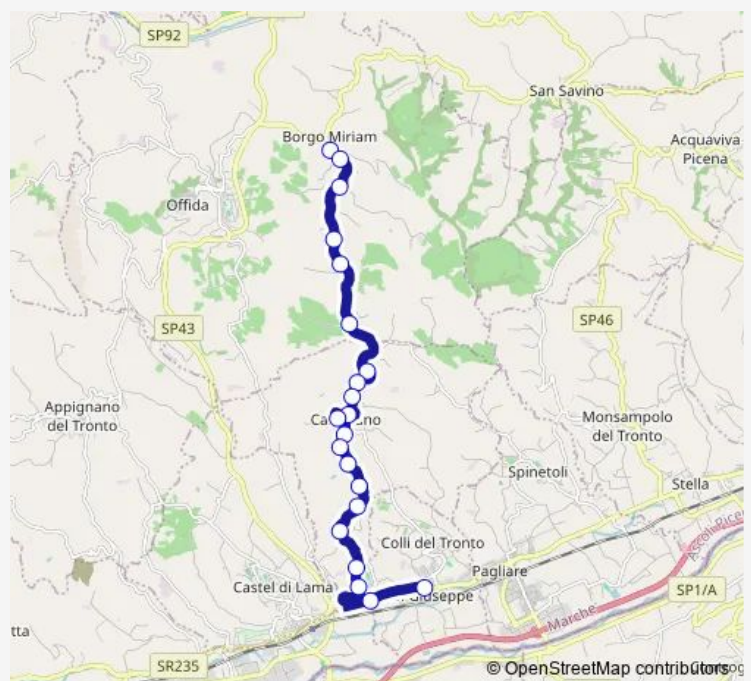 SP92
San Savino
Borgo Miriam
Acquaviva
Picena
Offida
SP43
SP46
Appignano
del Tronto
Monsampolo
del Tronto
Spinetoli
Stella
Colli del Tronto
Pagliare
Castel di Lama
Giuseppe
SP1/A
Marche
SR235
© OpenStreetMap contributors